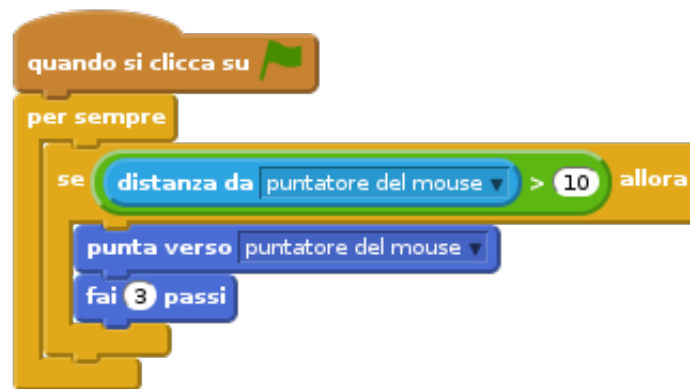 quando si clicca su
per sempre
se distanza da puntatore del mouse > 10 allora
punta verso puntatore del mouse
fai 3 passi